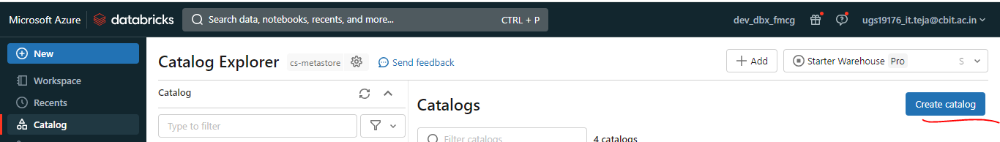 Microsoft Azure databricks Search data, notebooks, recents, and more... CTRL + P dev_dbx_fmcg ugs19176_it.teja@cbit.ac.in
New
Catalog Explorer cs-metastore Send feedback Add Starter Warehouse Pro S
Workspace
Catalog
Recents
Catalogs Create catalog
Catalog
Type to filter
Filter catalogs 4 catalogs